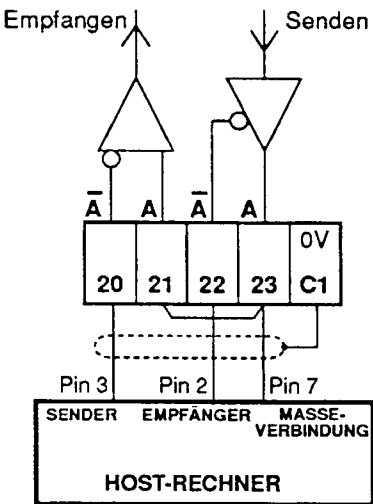 Empfangen Senden
A̅ A A̅ A
0V
20 21 22 23 C1
Pin 3 Pin 2 Pin 7
SENDER EMPFÄNGER MASSE-
VERBINDUNG
HOST-RECHNER